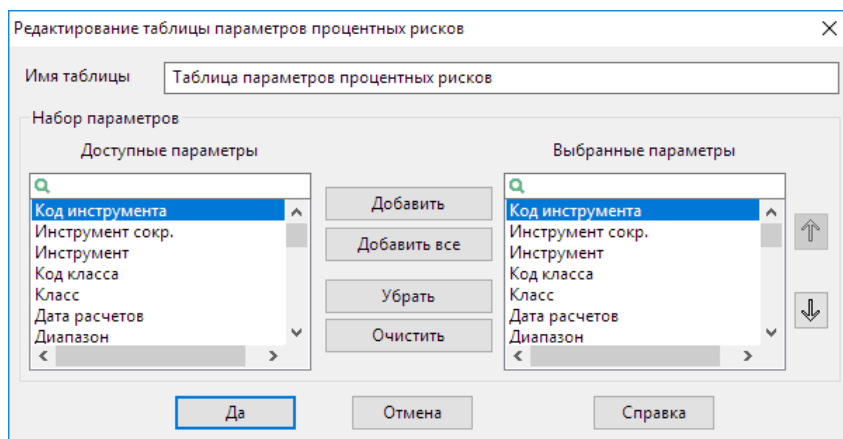 Редактирование таблицы параметров процентных рисков
Имя таблицы
Таблица параметров процентных рисков
Набор параметров
Доступные параметры
Код инструмента
Инструмент сокр.
Инструмент
Код класса
Класс
Дата расчетов
Диапазон
Добавить
Добавить все
Убрать
Очистить
Выбранные параметры
Код инструмента
Инструмент сокр.
Инструмент
Код класса
Класс
Дата расчетов
Диапазон
Да
Отмена
Справка